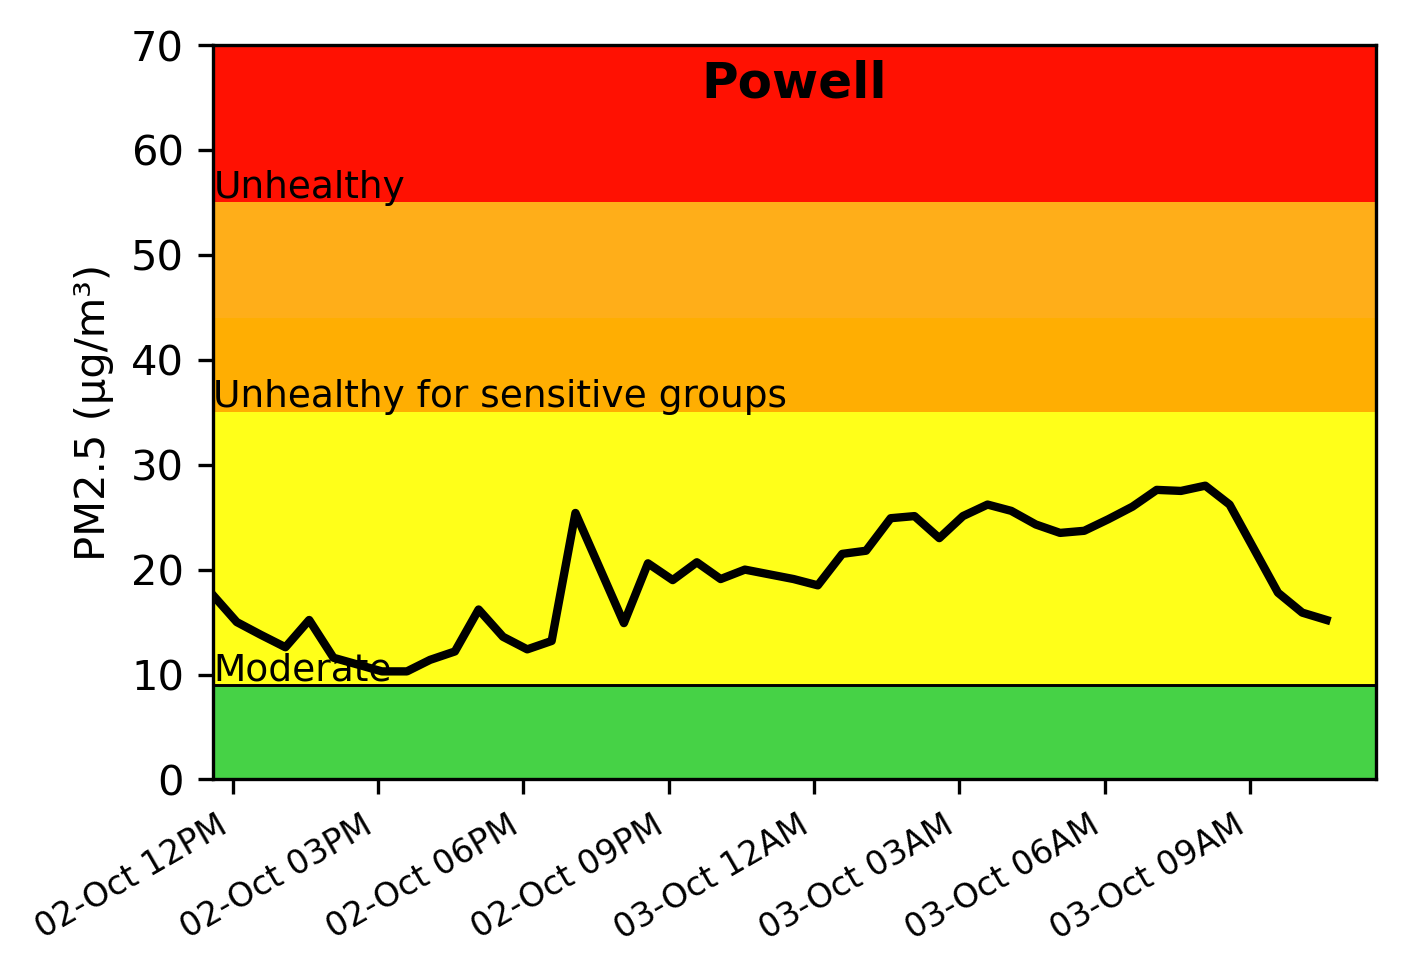 Powell
70
60
50
40
30
20
10
0
PM2.5 (µg/m³)
Unhealthy
Unhealthy for sensitive groups
Moderate
02-Oct 12PM
02-Oct 03PM
02-Oct 06PM
02-Oct 09PM
03-Oct 12AM
03-Oct 03AM
03-Oct 06AM
03-Oct 09AM